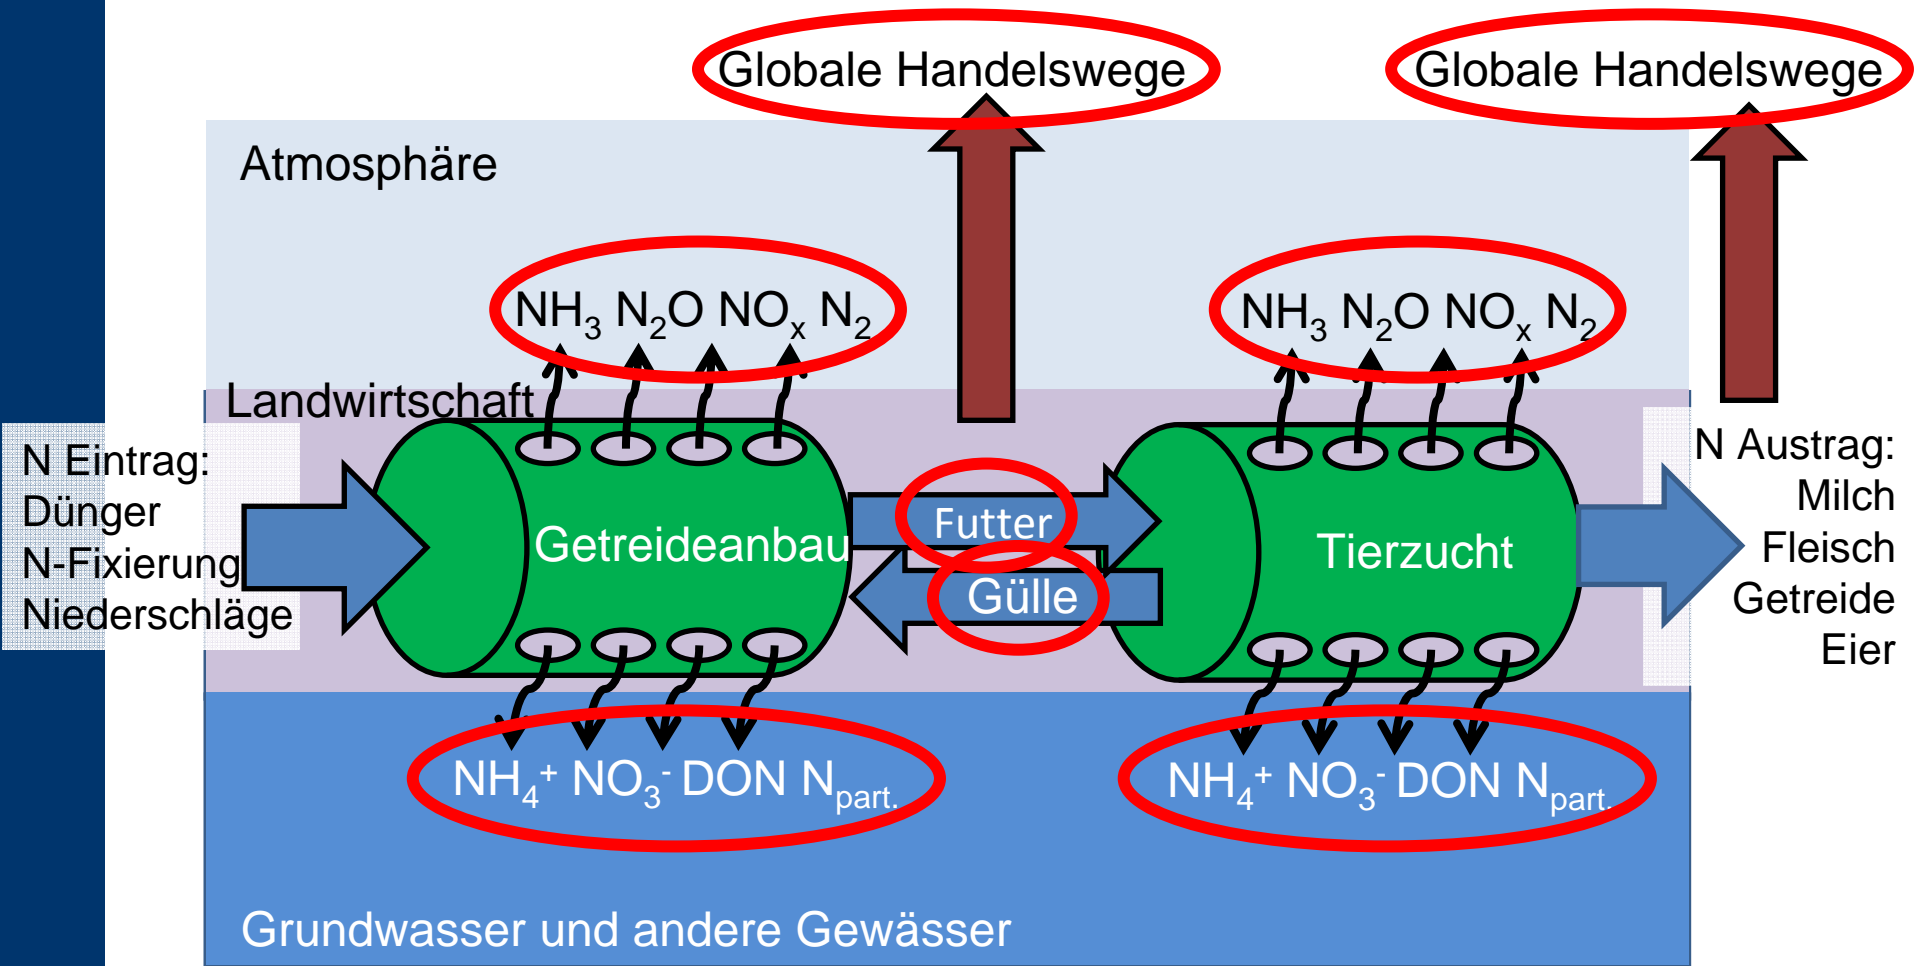 Globale Handelswege
Globale Handelswege
Atmosphäre
NH₃ N₂O NOₓ N₂
NH₃ N₂O NOₓ N₂
Landwirtschaft
N Eintrag:
Dünger
N-Fixierung
Niederschläge
Getreideanbau
Futter
Gülle
Tierzucht
N Austrag:
Milch
Fleisch
Getreide
Eier
NH₄⁺ NO₃⁻ DON Npart.
NH₄⁺ NO₃⁻ DON Npart.
Grundwasser und andere Gewässer